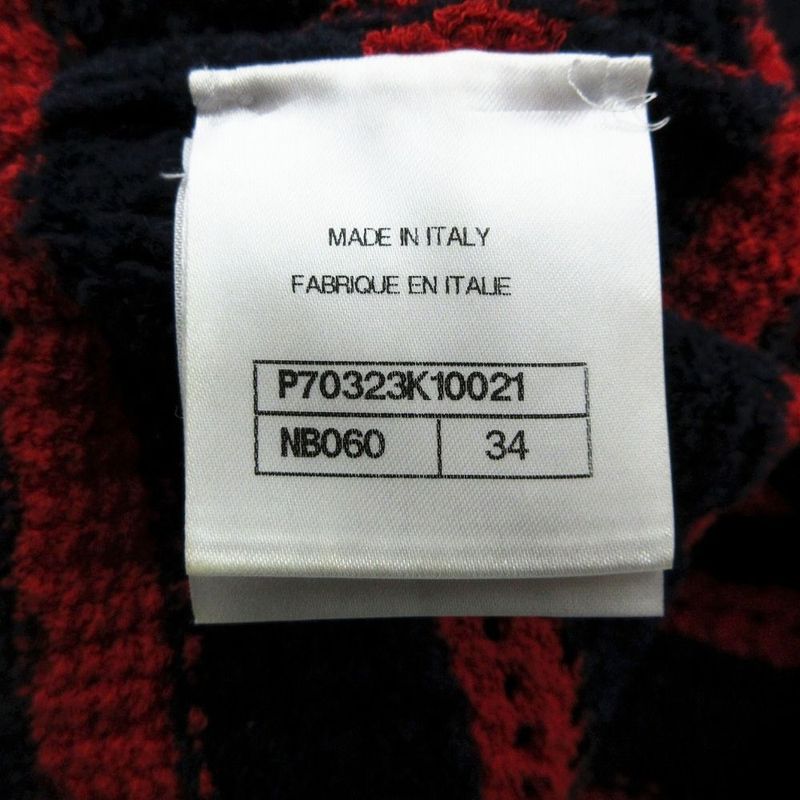 MADE IN ITALY
FABRIQUE EN ITALIE
P70323K10021
NB060 34